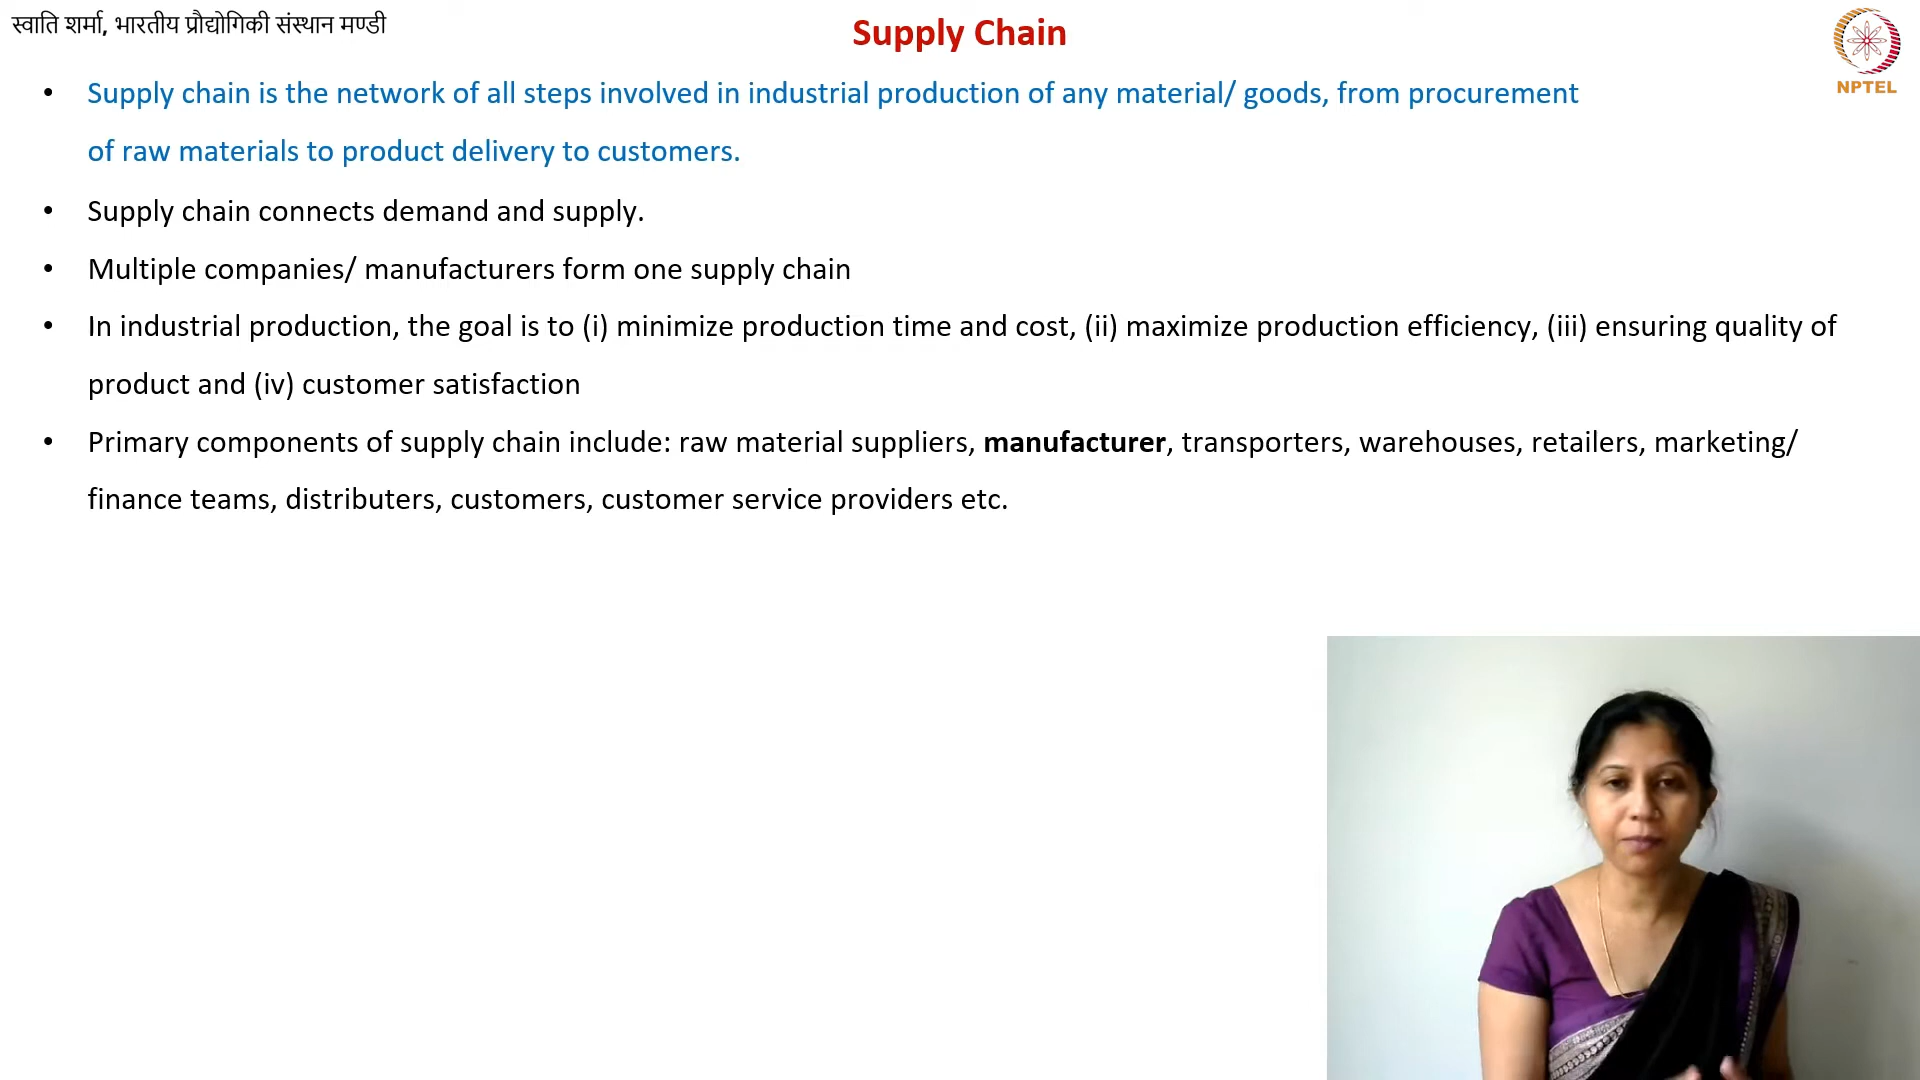 स्वाति शर्मा, भारतीय प्रौद्योगिकी संस्थान मण्डी
Supply Chain
NPTEL
• Supply chain is the network of all steps involved in industrial production of any material/ goods, from procurement
of raw materials to product delivery to customers.
• Supply chain connects demand and supply.
• Multiple companies/ manufacturers form one supply chain
• In industrial production, the goal is to (i) minimize production time and cost, (ii) maximize production efficiency, (iii) ensuring quality of
product and (iv) customer satisfaction
• Primary components of supply chain include: raw material suppliers, manufacturer, transporters, warehouses, retailers, marketing/
finance teams, distributers, customers, customer service providers etc.